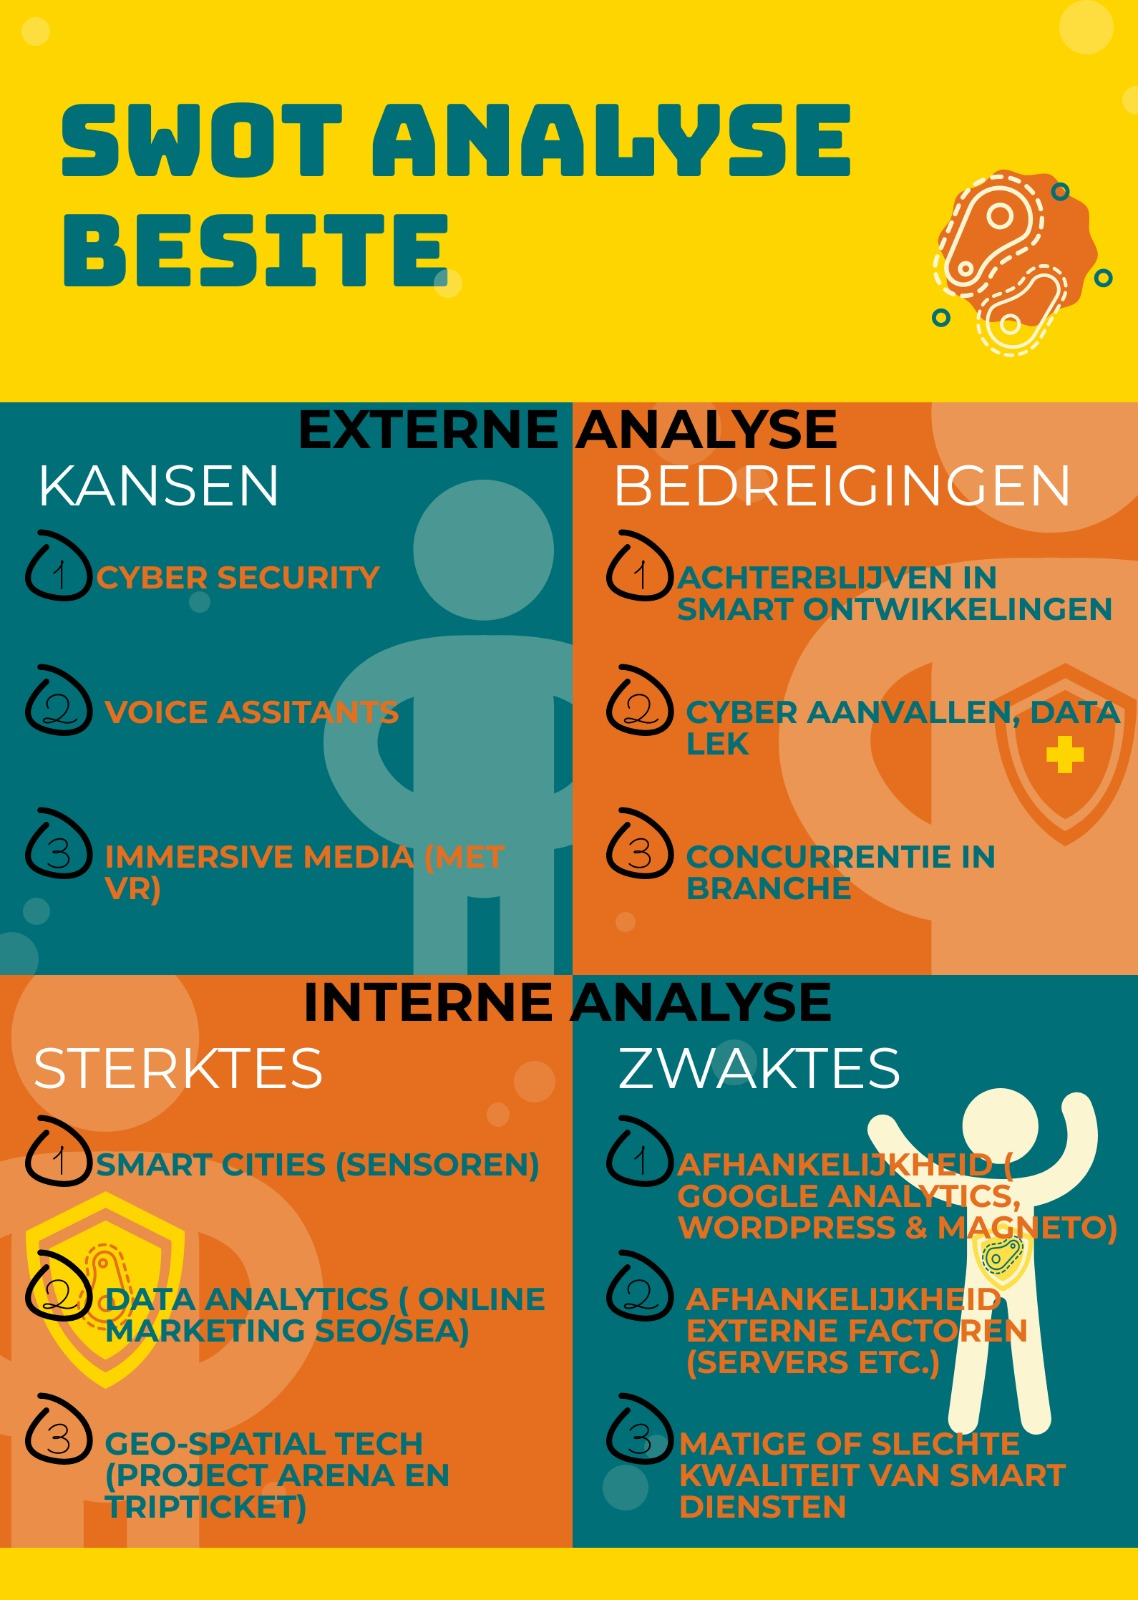 SWOT ANALYSE
BESITE
EXTERNE ANALYSE
KANSEN
1 CYBER SECURITY
2 VOICE ASSITANTS
3 IMMERSIVE MEDIA (MET
VR)
BEDREIGINGEN
1 ACHTERBLIJVEN IN
SMART ONTWIKKELINGEN
2 CYBER AANVALLEN, DATA
LEK
3 CONCURRENTIE IN
BRANCHE
INTERNE ANALYSE
STERKTES
1 SMART CITIES (SENSOREN)
2 DATA ANALYTICS ( ONLINE
MARKETING SEO/SEA)
3 GEO-SPATIAL TECH
(PROJECT ARENA EN
TRIPTICKET)
ZWAKTES
1 AFHANKELIJKHEID (
GOOGLE ANALYTICS,
WORDPRESS & MAGNETO)
2 AFHANKELIJKHEID
EXTERNE FACTOREN
(SERVERS ETC.)
3 MATIGE OF SLECHTE
KWALITEIT VAN SMART
DIENSTEN